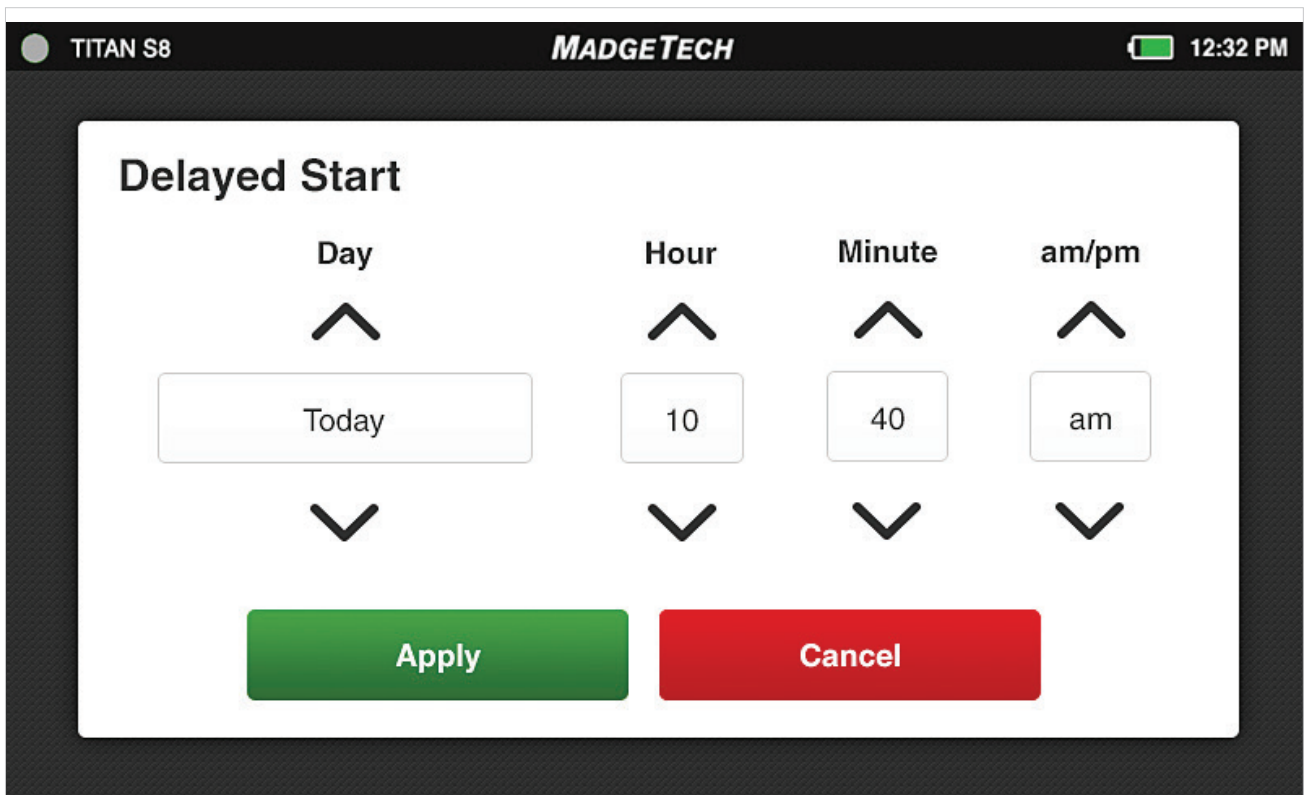 TITAN S8 MADGETECH 12:32 PM
Delayed Start
Day Hour Minute am/pm
Today 10 40 am
Apply Cancel